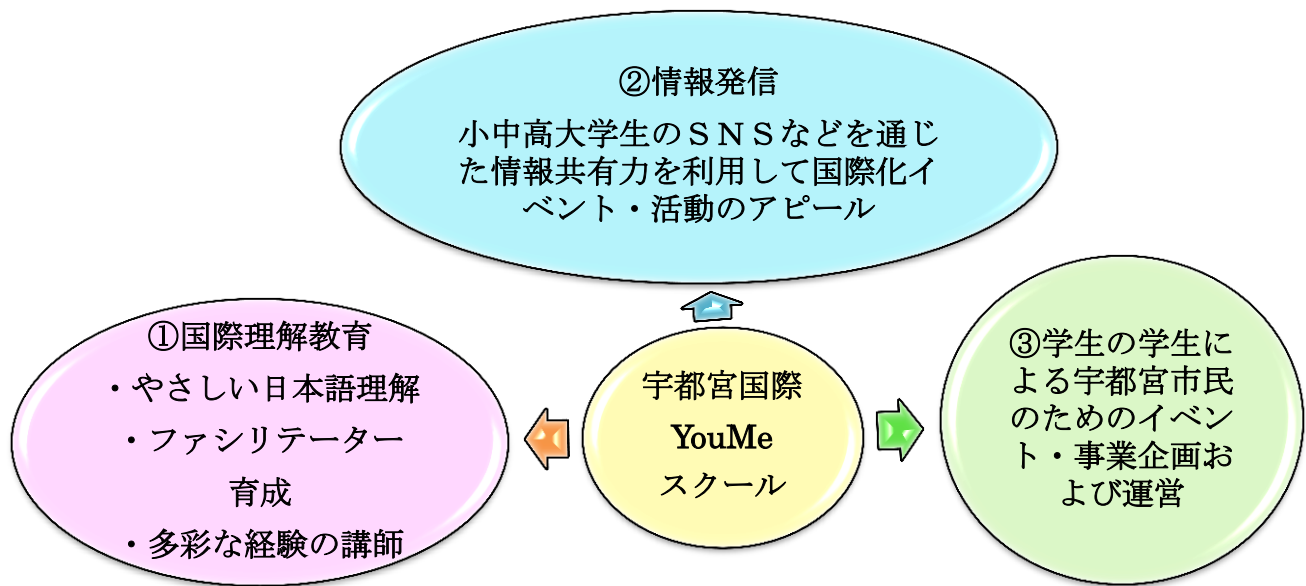 ②情報発信
小中高大学生のＳＮＳなどを通じ
た情報共有力を利用して国際化イ
ベント・活動のアピール
①国際理解教育
・やさしい日本語理解
・ファシリテーター
育成
・多彩な経験の講師
宇都宮国際
YouMe
スクール
③学生の学生に
よる宇都宮市民
のためのイベン
ト・事業企画お
よび運営